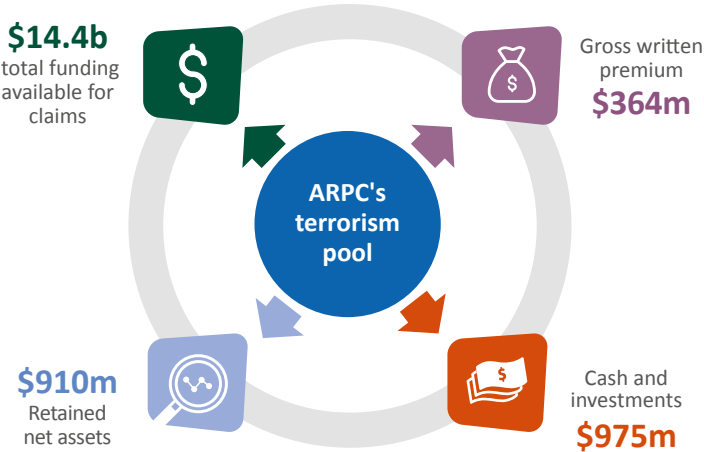 $14.4b
total funding
available for
claims
Gross written
premium
$364m
ARPC's
terrorism
pool
$910m
Retained
net assets
Cash and
investments
$975m
$
$
$